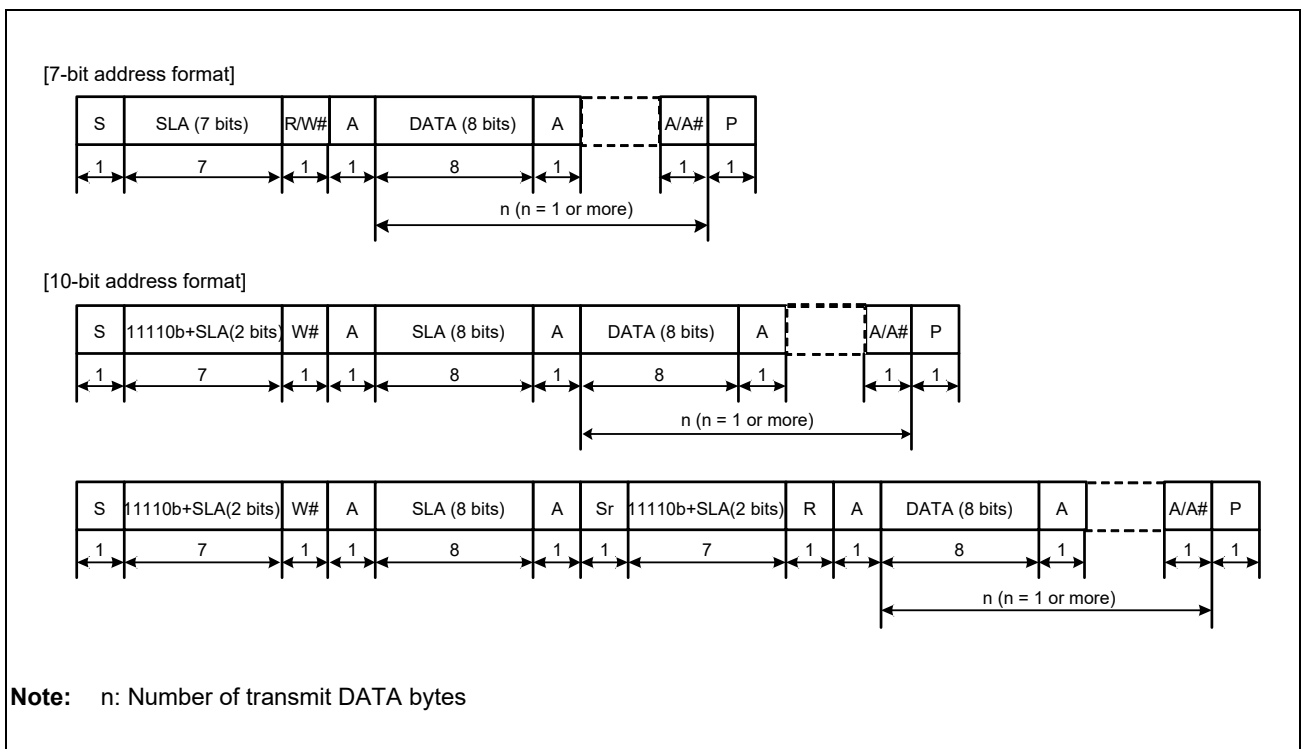 [7-bit address format]
S SLA (7 bits) R/W# A DATA (8 bits) A A/A# P
1 7 1 1 8 1 1 1
n (n = 1 or more)
[10-bit address format]
S 11110b+SLA(2 bits) W# A SLA (8 bits) A DATA (8 bits) A A/A# P
1 7 1 1 8 1 8 1 1 1
n (n = 1 or more)
S 11110b+SLA(2 bits) W# A SLA (8 bits) A Sr 11110b+SLA(2 bits) R A DATA (8 bits) A A/A# P
1 7 1 1 8 1 1 7 1 1 8 1 1 1
n (n = 1 or more)
Note: n: Number of transmit DATA bytes